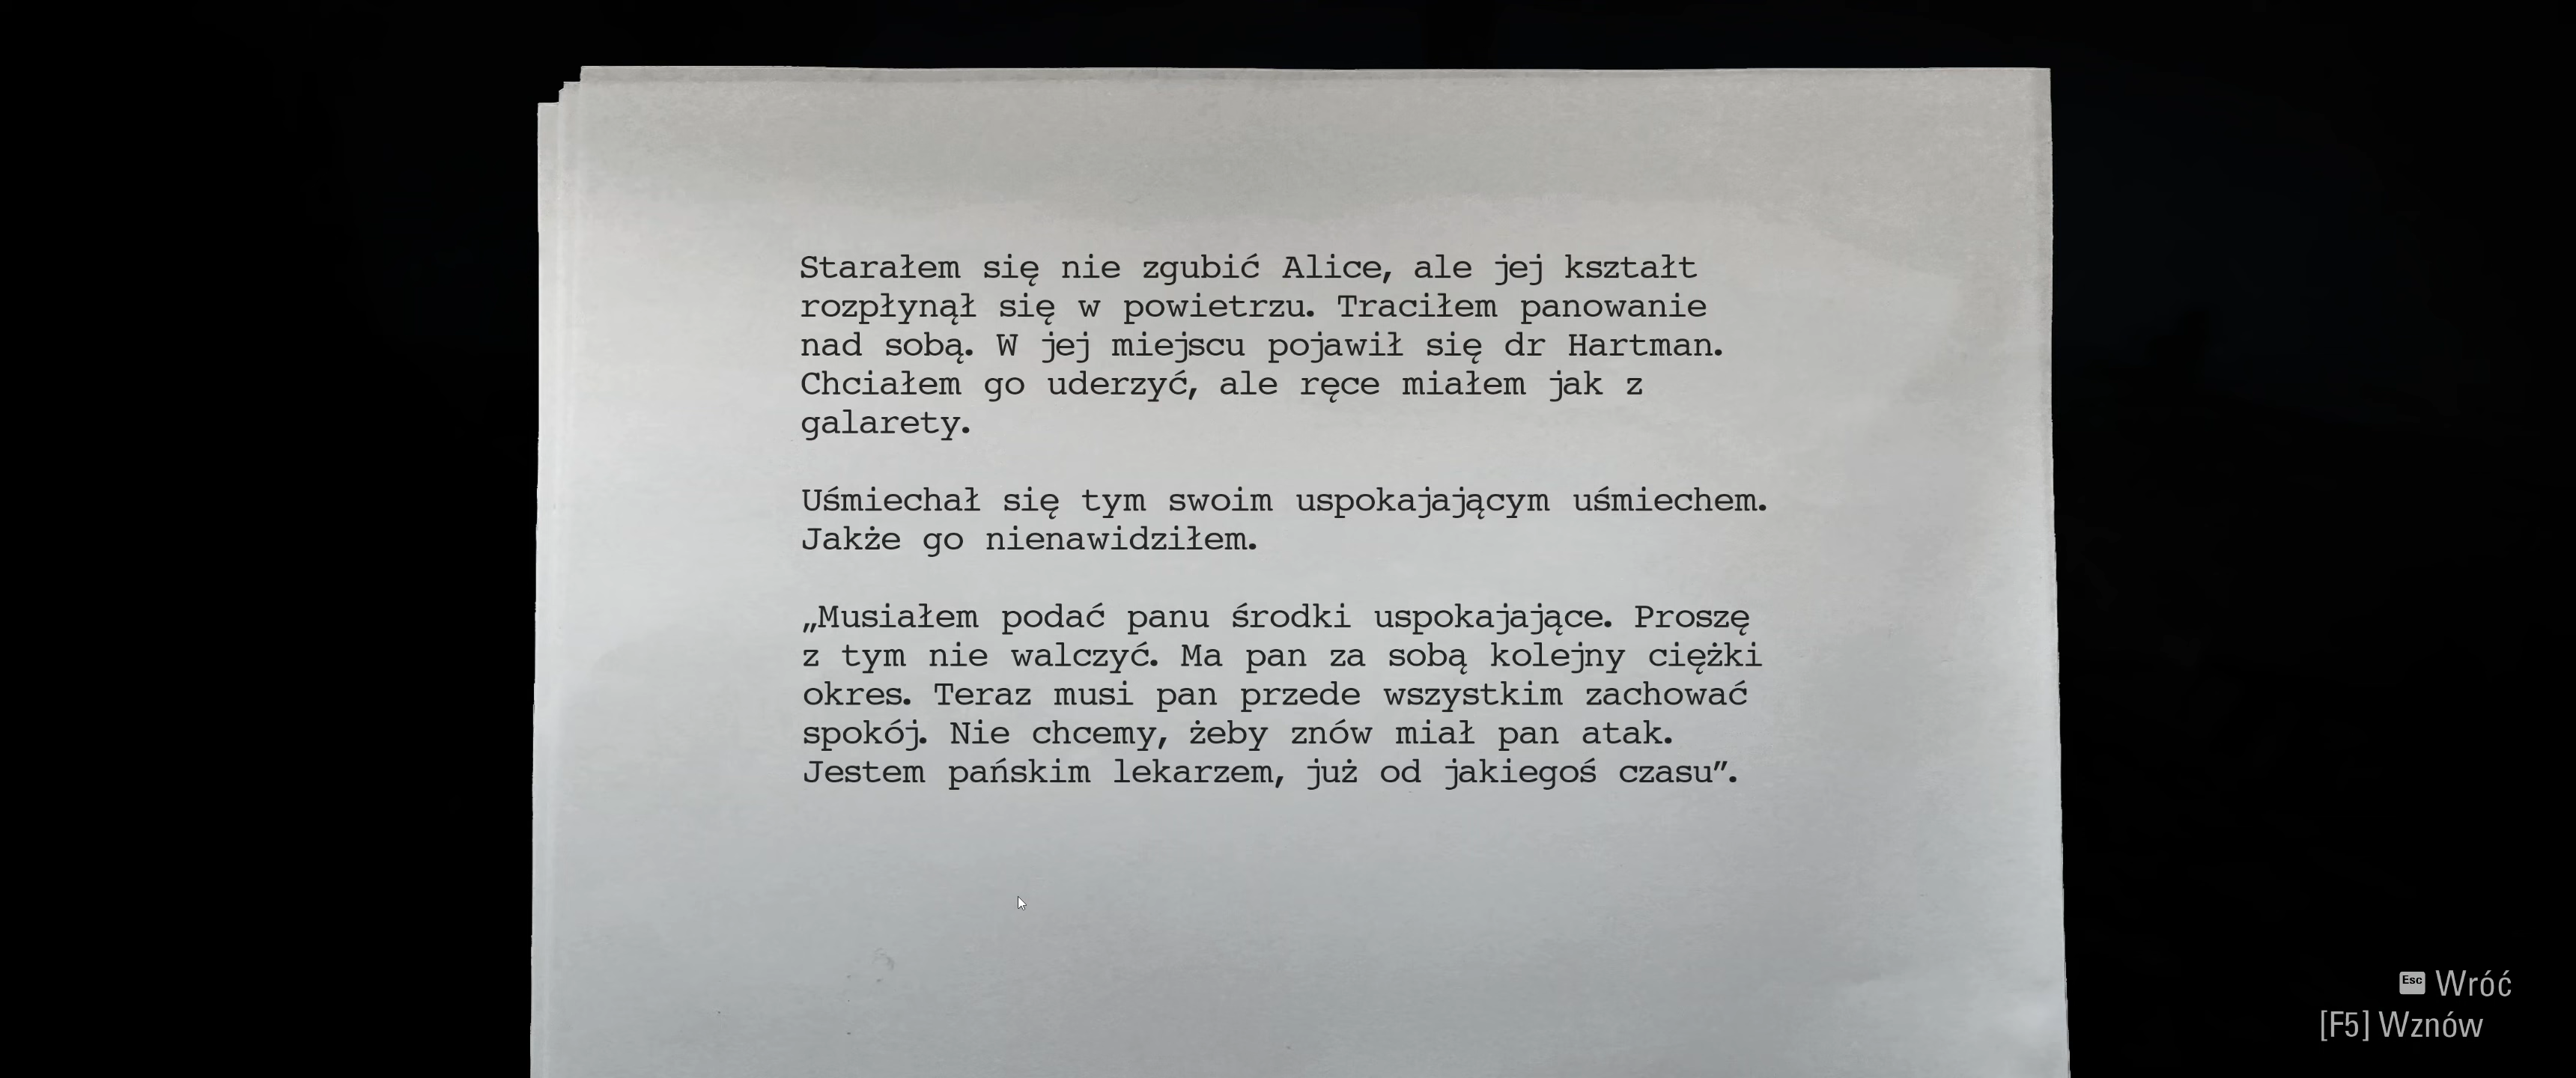 Starałem się nie zgubić Alice, ale jej kształt
rozpłynął się w powietrzu. Traciłem panowanie
nad sobą. W jej miejscu pojawił się dr Hartman.
Chciałem go uderzyć, ale ręce miałem jak z
galarety.
Uśmiechał się tym swoim uspokajającym uśmiechem.
Jakże go nienawidziłem.
„Musiałem podać panu środki uspokajające. Proszę
z tym nie walczyć. Ma pan za sobą kolejny ciężki
okres. Teraz musi pan przede wszystkim zachować
spokój. Nie chcemy, żeby znów miał pan atak.
Jestem pańskim lekarzem, już od jakiegoś czasu”.
Esc Wróć
[F5] Wznów